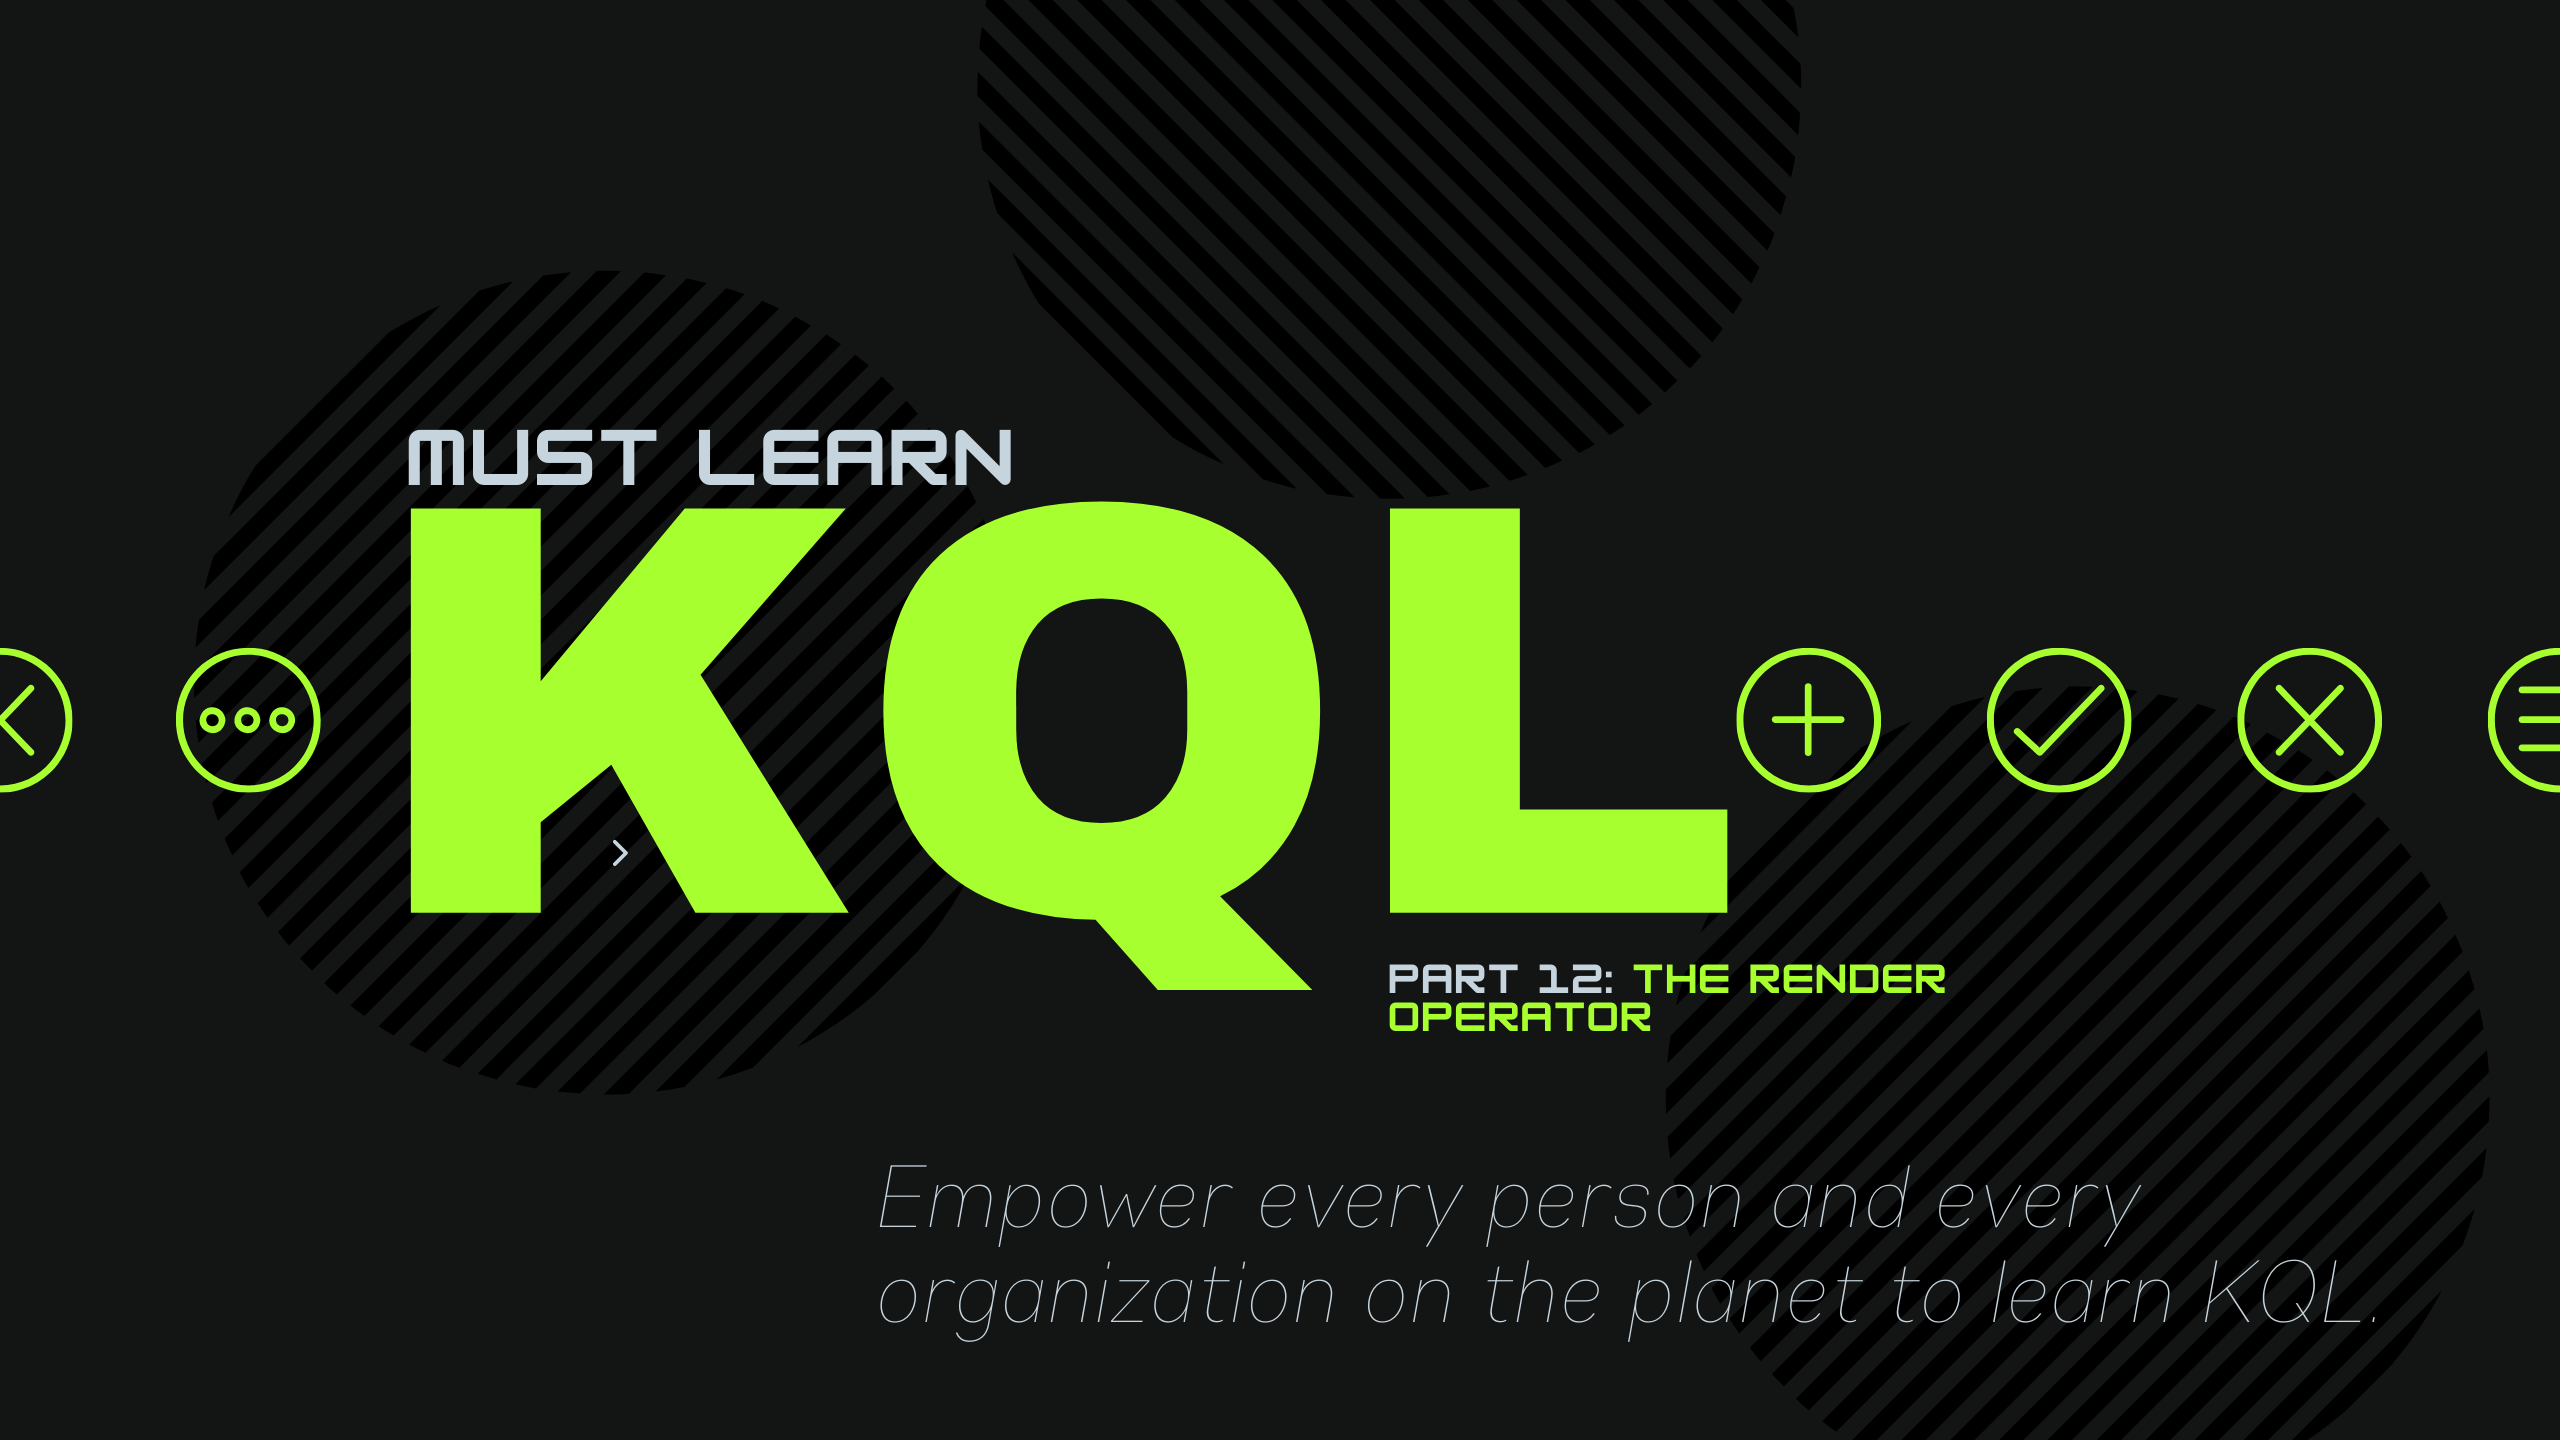 MUST LEARN
KQL
PART 12: THE RENDER
OPERATOR
Empower every person and every
organization on the planet to learn KQL.